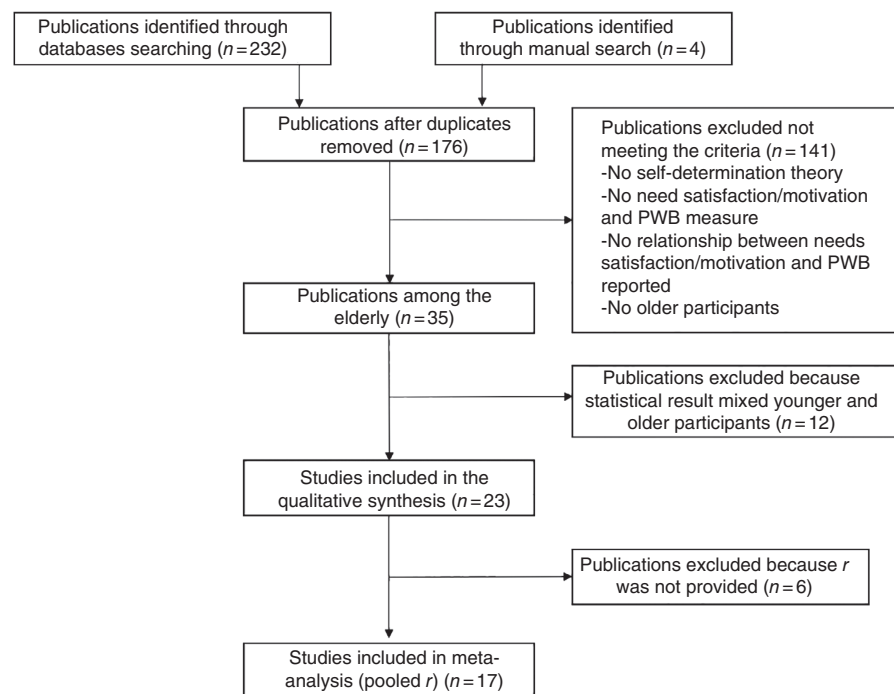 Publications identified through
databases searching (n=232)
Publications identified
through manual search (n=4)
Publications after duplicates
removed (n=176)
Publications excluded not
meeting the criteria (n=141)
-No self-determination theory
-No need satisfaction/motivation
and PWB measure
-No relationship between needs
satisfaction/motivation and PWB
reported
-No older participants
Publications among the
elderly (n=35)
Publications excluded because
statistical result mixed younger and
older participants (n=12)
Studies included in the
qualitative synthesis (n=23)
Publications excluded because r
was not provided (n=6)
Studies included in meta-
analysis (pooled r) (n=17)